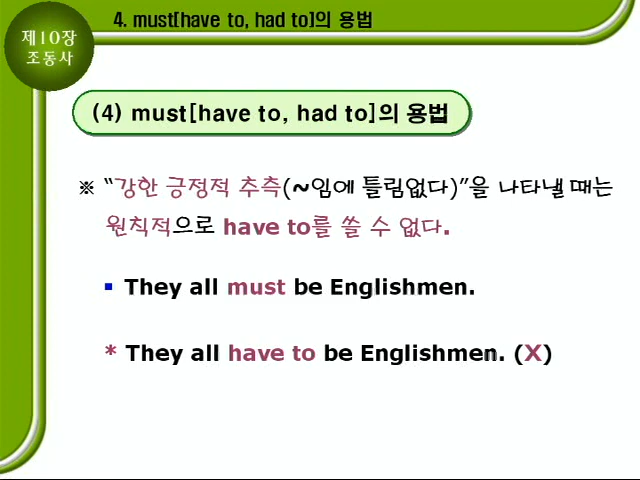 4. must[have to, had to]의 용법
제10장
조동사
(4) must[have to, had to]의 용법
※ “강한 긍정적 추측(~임에 틀림없다)”을 나타낼 때는
원칙적으로 have to를 쓸 수 없다.
▪ They all must be Englishmen.
* They all have to be Englishmen. (X)